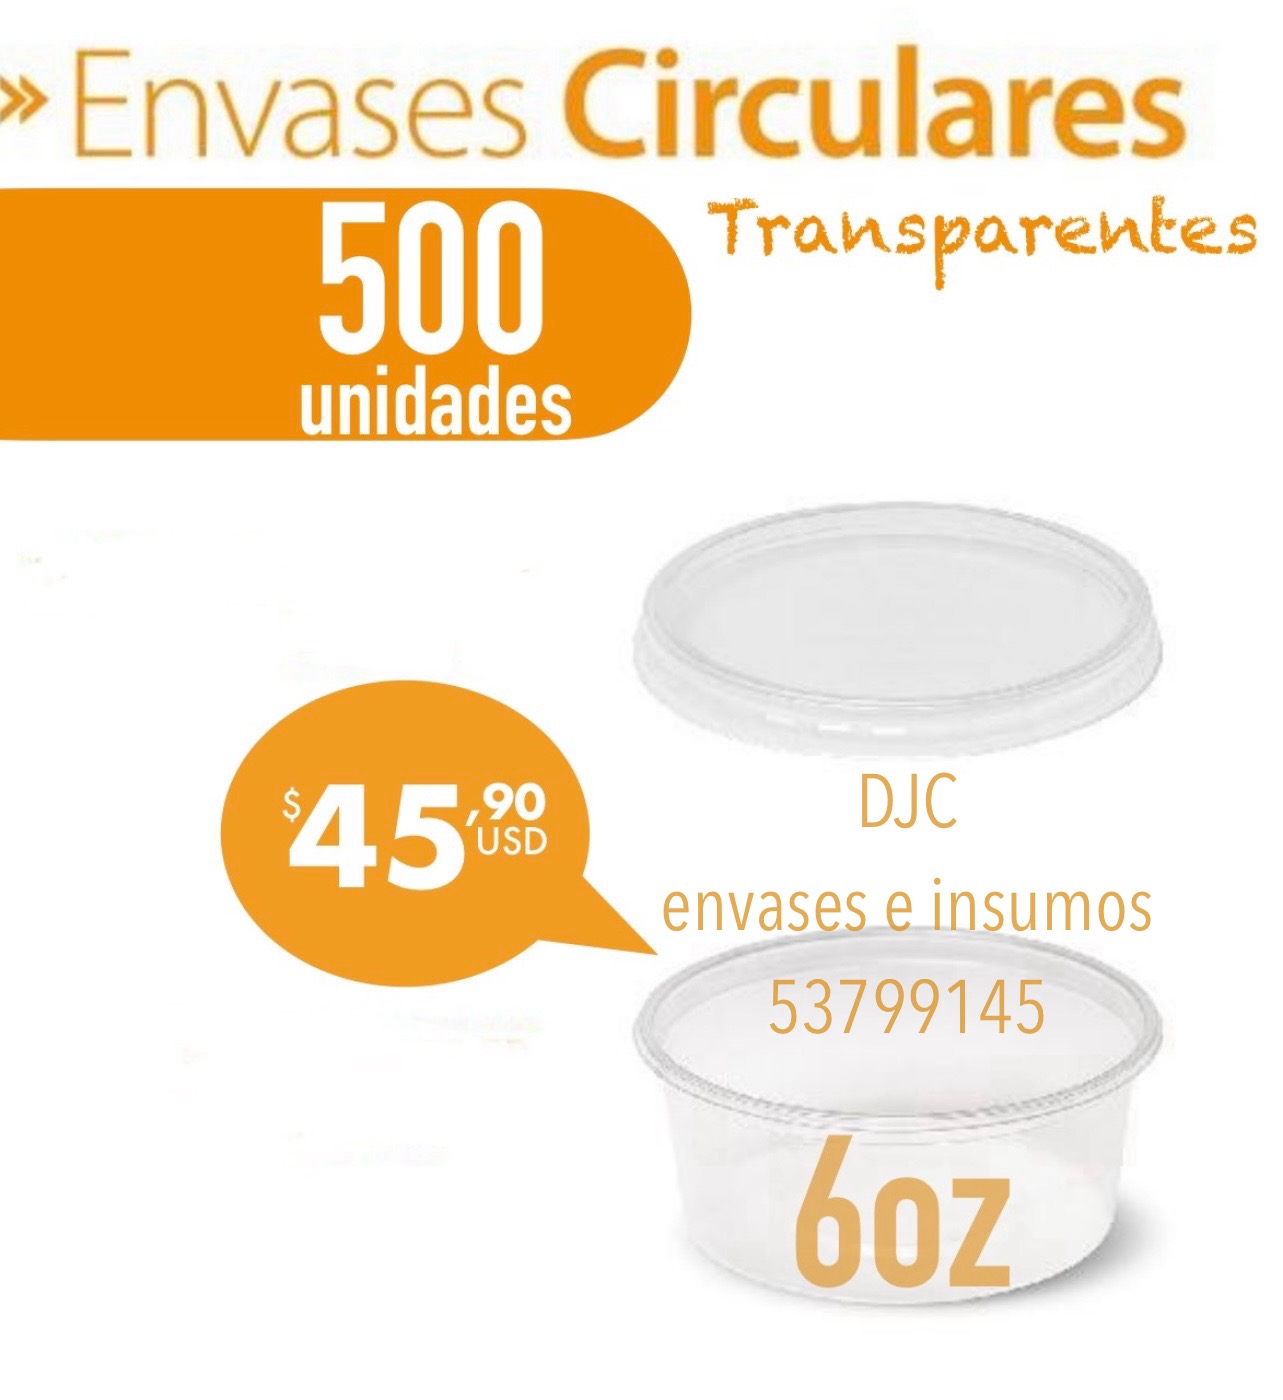 » Envases Circulares
Transparentes
500
unidades
$45,90
USD
DJC
envases e insumos
53799145
6oz